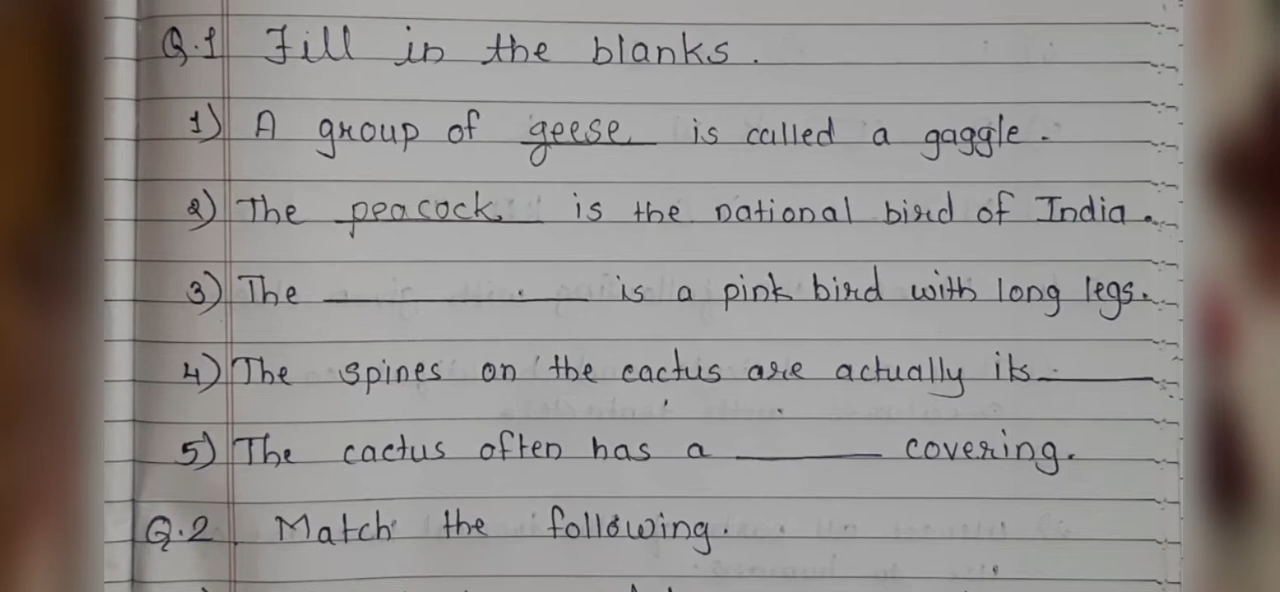 Q.1 Fill in the blanks.
1) A group of geese is called a gaggle.
2) The peacock is the national bird of India.
3) The ______ is a pink bird with long legs.
4) The spines on the cactus are actually its ______
5) The cactus often has a ______ covering.
Q.2. Match the following.